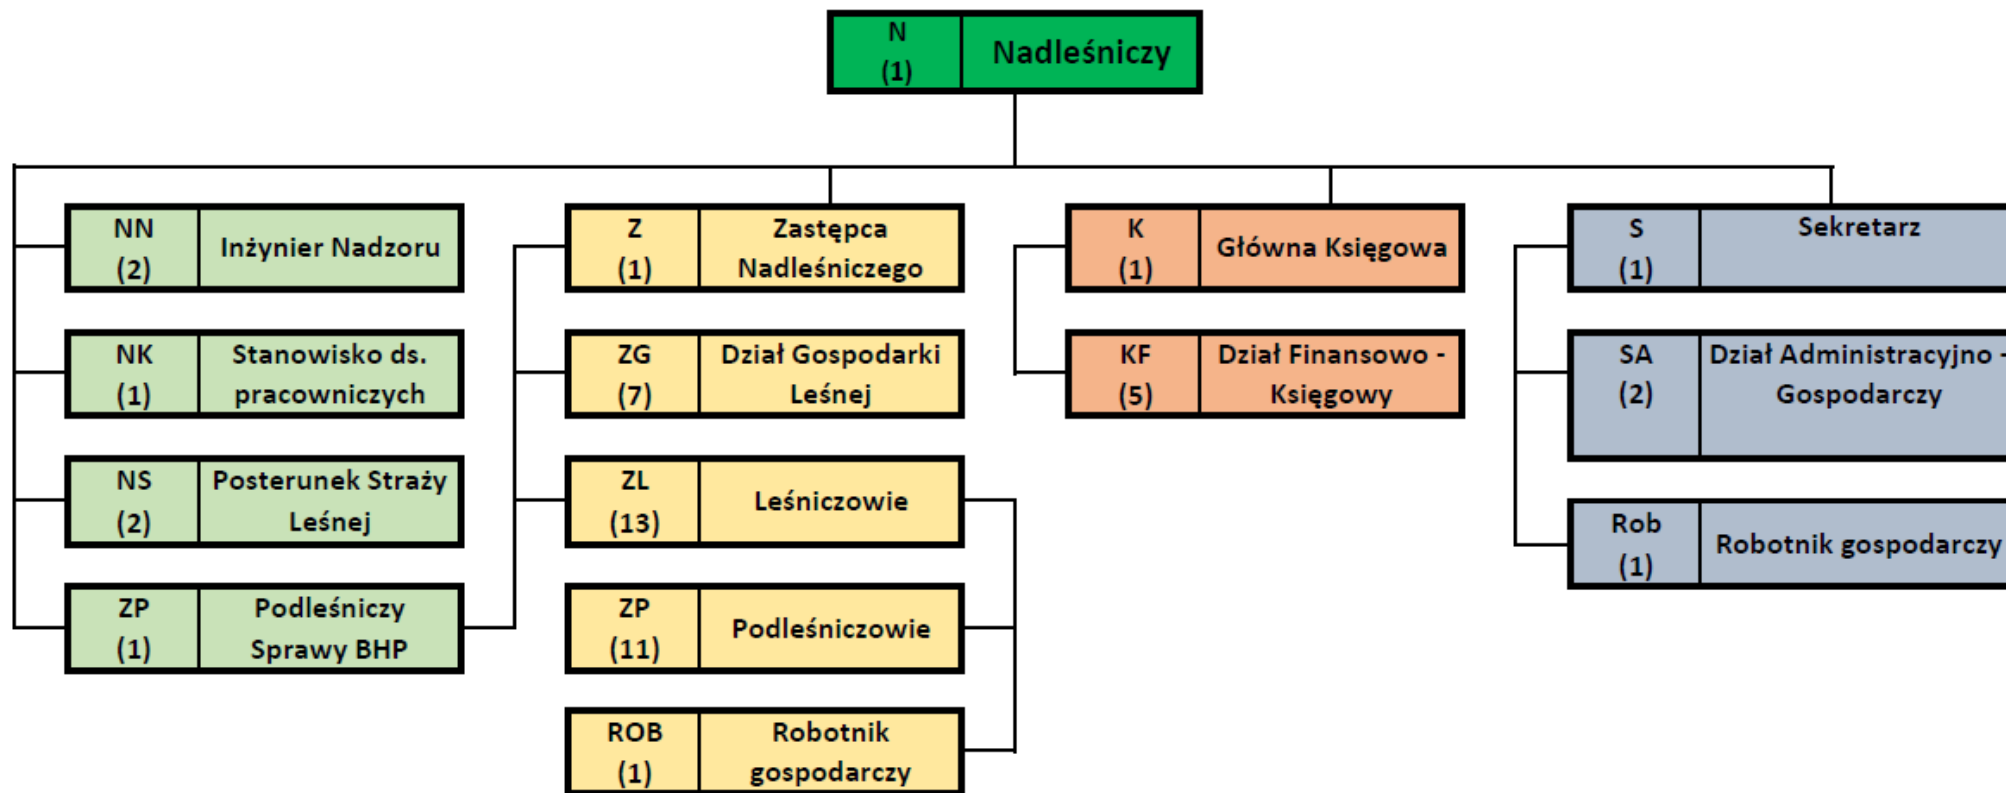 N
(1)
Nadleśniczy
NN
(2)
Inżynier Nadzoru
NK
(1)
Stanowisko ds.
pracowniczych
NS
(2)
Posterunek Straży
Leśnej
ZP
(1)
Podleśniczy
Sprawy BHP
Z
(1)
Zastępca
Nadleśniczego
ZG
(7)
Dział Gospodarki
Leśnej
ZL
(13)
Leśniczowie
ZP
(11)
Podleśniczowie
ROB
(1)
Robotnik
gospodarczy
K
(1)
Główna Księgowa
KF
(5)
Dział Finansowo -
Księgowy
S
(1)
Sekretarz
SA
(2)
Dział Administracyjno -
Gospodarczy
Rob
(1)
Robotnik gospodarczy